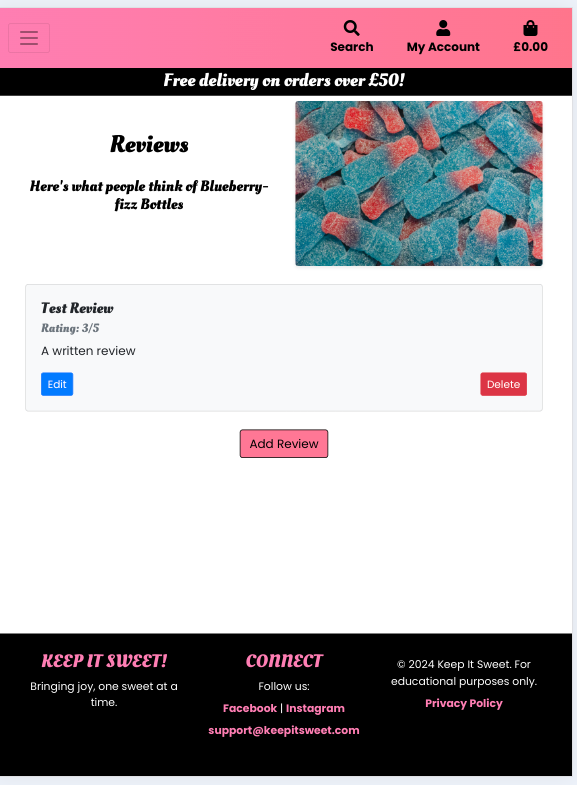 Search
My Account
£0.00
Free delivery on orders over £50!
Reviews
Here's what people think of Blueberry-
fizz Bottles
Test Review
Rating: 3/5
A written review
Edit
Delete
Add Review
KEEP IT SWEET!
Bringing joy, one sweet at a
time.
CONNECT
Follow us:
Facebook | Instagram
support@keepitsweet.com
© 2024 Keep It Sweet. For
educational purposes only.
Privacy Policy